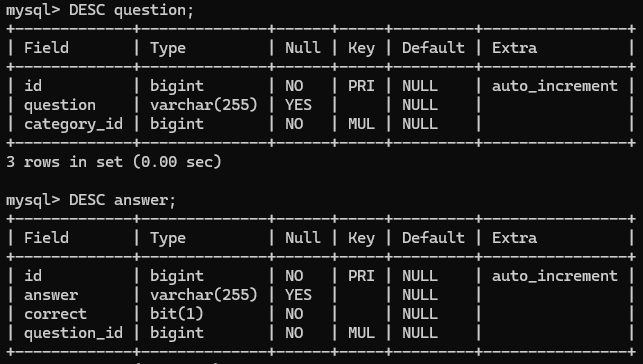 mysql> DESC question;
+-------------+--------------+------+-----+---------+----------------+
| Field       | Type         | Null | Key | Default | Extra          |
+-------------+--------------+------+-----+---------+----------------+
| id          | bigint       | NO   | PRI | NULL    | auto_increment |
| question    | varchar(255) | YES  |     | NULL    |                |
| category_id | bigint       | NO   | MUL | NULL    |                |
+-------------+--------------+------+-----+---------+----------------+
3 rows in set (0.00 sec)

mysql> DESC answer;
+-------------+--------------+------+-----+---------+----------------+
| Field       | Type         | Null | Key | Default | Extra          |
+-------------+--------------+------+-----+---------+----------------+
| id          | bigint       | NO   | PRI | NULL    | auto_increment |
| answer      | varchar(255) | YES  |     | NULL    |                |
| correct     | bit(1)       | NO   |     | NULL    |                |
| question_id | bigint       | NO   | MUL | NULL    |                |
+-------------+--------------+------+-----+---------+----------------+